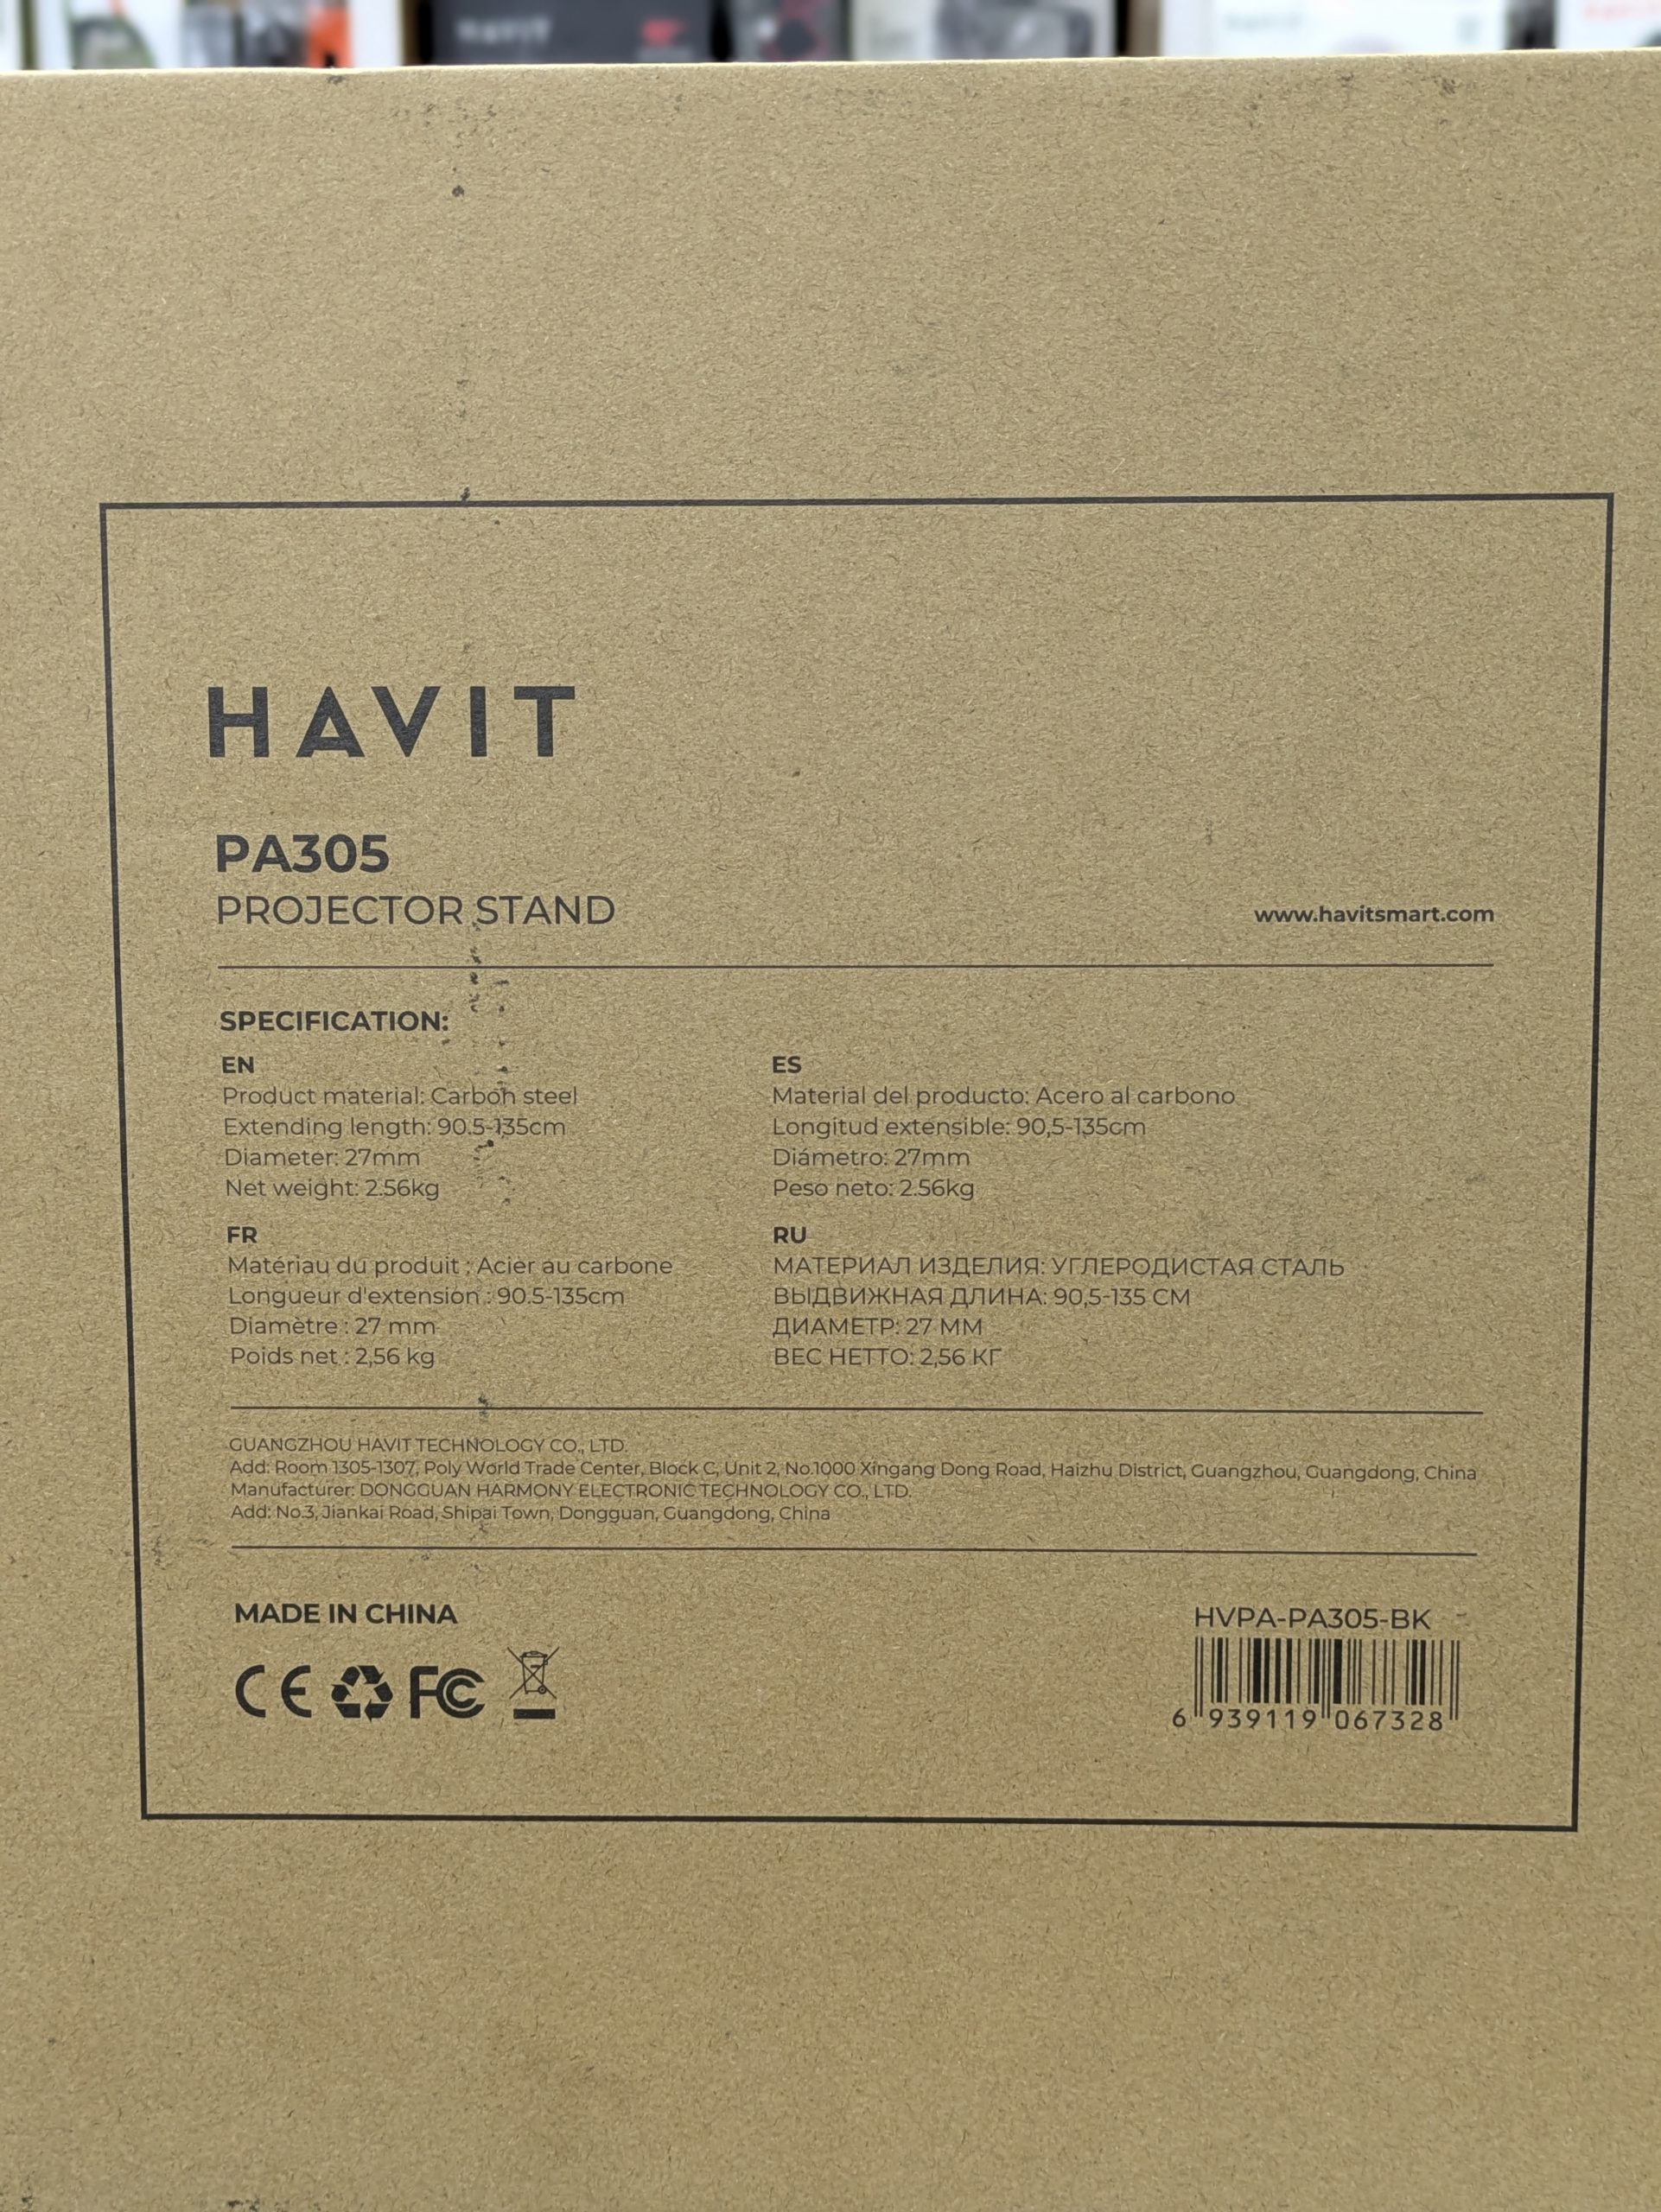 HAVIT
PA305
PROJECTOR STAND
www.havitsmart.com
SPECIFICATION:
EN
Product material: Carbon steel
Extending length: 90.5-135cm
Diameter: 27mm
Net weight: 2.56kg
ES
Material del producto: Acero al carbono
Longitud extensible: 90,5-135cm
Diámetro: 27mm
Peso neto: 2.56kg
FR
Matériau du produit : Acier au carbone
Longueur d'extension : 90.5-135cm
Diamètre : 27 mm
Poids net : 2,56 kg
RU
МАТЕРИАЛ ИЗДЕЛИЯ: УГЛЕРОДИСТАЯ СТАЛЬ
ВЫДВИЖНАЯ ДЛИНА: 90,5-135 СМ
ДИАМЕТР: 27 ММ
ВЕС НЕТТО: 2,56 КГ
GUANGZHOU HAVIT TECHNOLOGY CO., LTD.
Add: Room 1305-1307, Poly World Trade Center, Block C, Unit 2, No.1000 Xingang Dong Road, Haizhu District, Guangzhou, Guangdong, China
Manufacturer: DONGGUAN HARMONY ELECTRONIC TECHNOLOGY CO., LTD.
Add: No.3, Jiankai Road, Shipai Town, Dongguan, Guangdong, China
MADE IN CHINA
CE FC
HVPA-PA305-BK
6 939119 067328